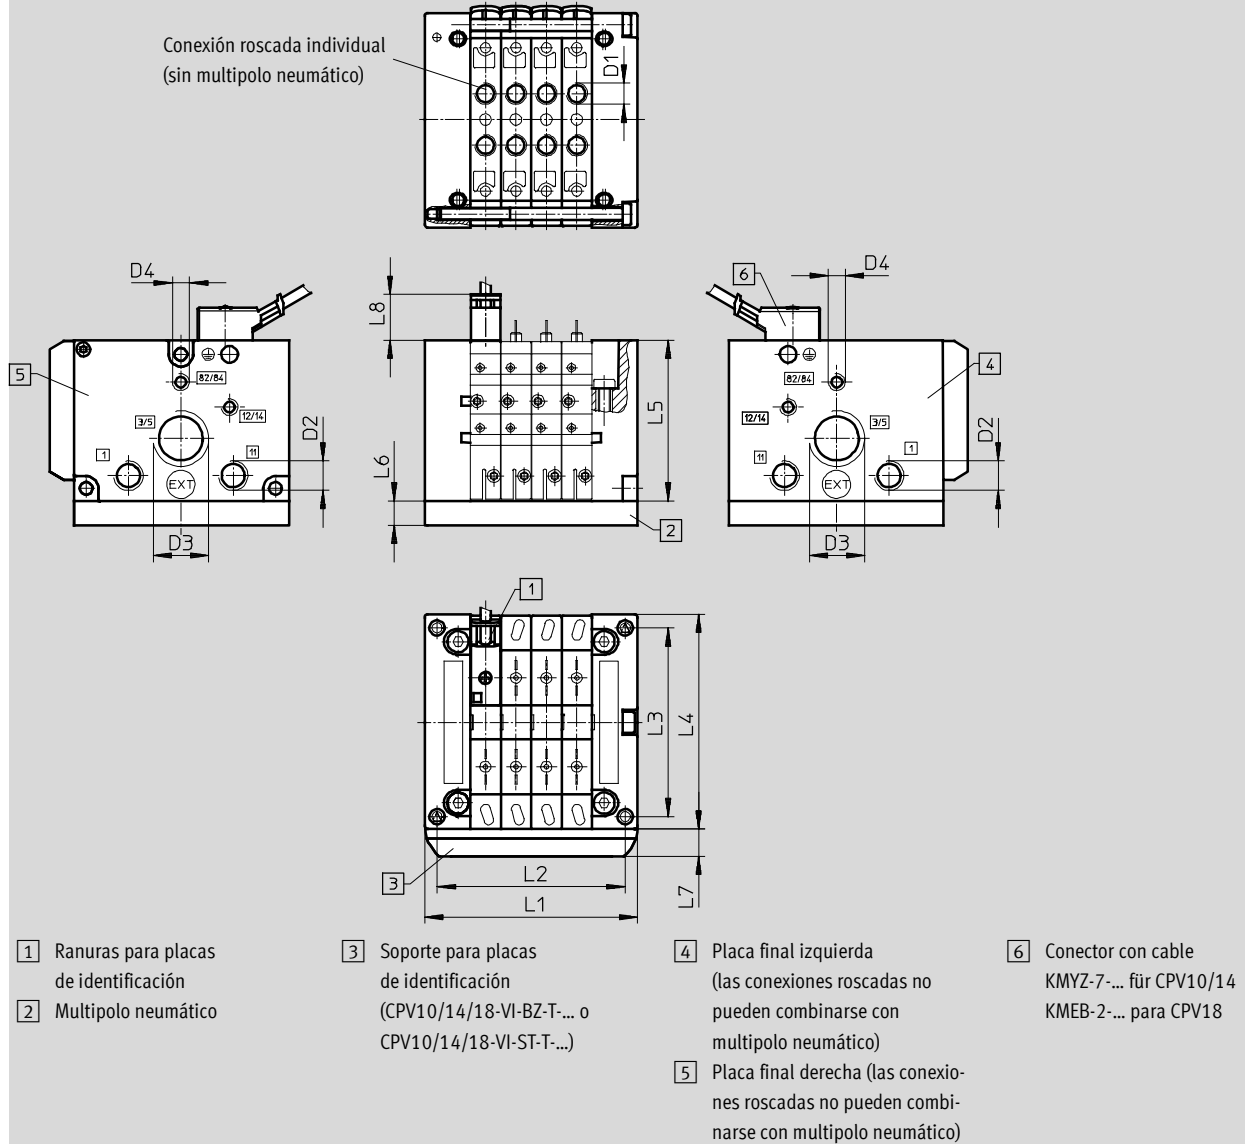 Conexión roscada individual
(sin multipolo neumático)
D1
D4
82/84
12/14
3/5
1
11
EXT
D2
D3
5
L8
L5
L6
2
6
D4
82/84
12/14
3/5
11
1
EXT
D2
D3
4
1
L3
L4
L7
3
L2
L1
1 Ranuras para placas
de identificación
2 Multipolo neumático
3 Soporte para placas
de identificación
(CPV10/14/18-VI-BZ-T-... o
CPV10/14/18-VI-ST-T-...)
4 Placa final izquierda
(las conexiones roscadas no
pueden combinarse con
multipolo neumático)
5 Placa final derecha (las conexio-
nes roscadas no pueden combi-
narse con multipolo neumático)
6 Conector con cable
KMYZ-7-... für CPV10/14
KMEB-2-... para CPV18